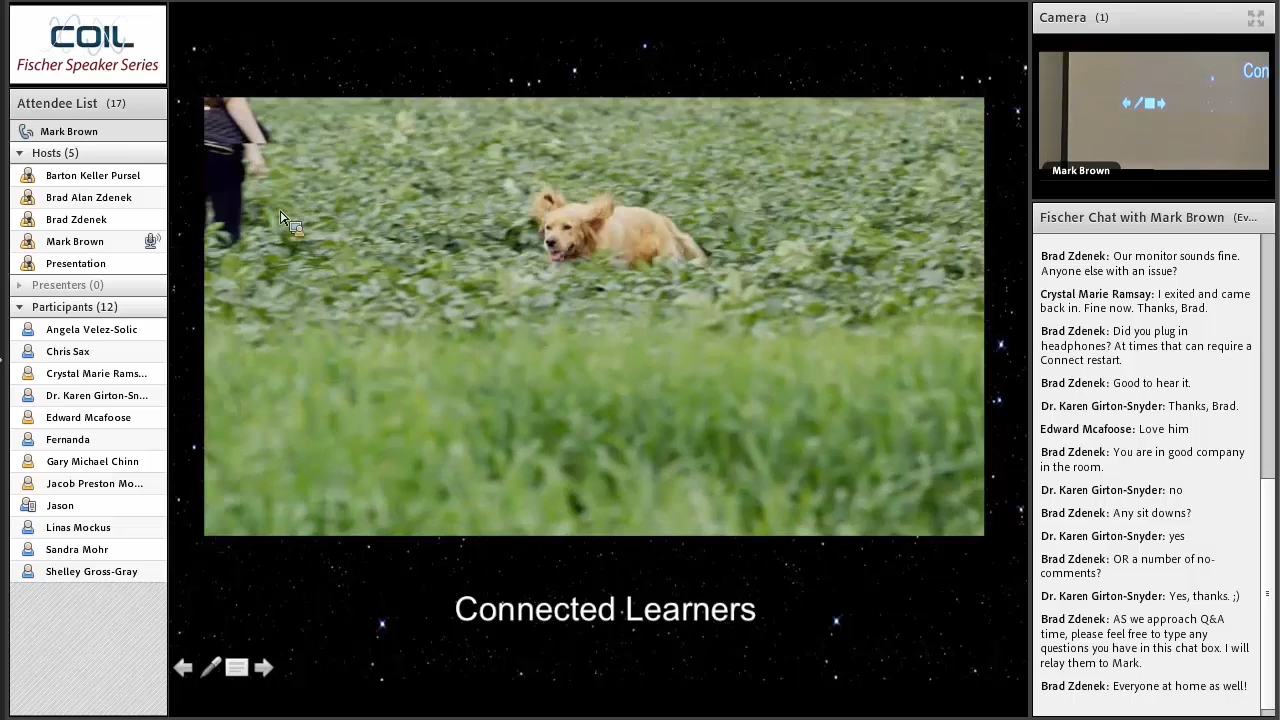 COIL
Fischer Speaker Series
Attendee List (17)
Mark Brown
Hosts (5)
Barton Keller Pursel
Brad Alan Zdenek
Brad Zdenek
Mark Brown
Presentation
Presenters (0)
Participants (12)
Angela Velez-Solic
Chris Sax
Crystal Marie Rams...
Dr. Karen Girton-Sn...
Edward Mcafoose
Fernanda
Gary Michael Chinn
Jacob Preston Mo...
Jason
Linas Mockus
Sandra Mohr
Shelley Gross-Gray
Connected Learners
Camera (1)
Con
Mark Brown
Fischer Chat with Mark Brown (Ev...
Brad Zdenek: Our monitor sounds fine.
Anyone else with an issue?
Crystal Marie Ramsay: I exited and came
back in. Fine now. Thanks, Brad.
Brad Zdenek: Did you plug in
headphones? At times that can require a
Connect restart.
Brad Zdenek: Good to hear it.
Dr. Karen Girton-Snyder: Thanks, Brad.
Edward Mcafoose: Love him
Brad Zdenek: You are in good company
in the room.
Dr. Karen Girton-Snyder: no
Brad Zdenek: Any sit downs?
Dr. Karen Girton-Snyder: yes
Brad Zdenek: OR a number of no-
comments?
Dr. Karen Girton-Snyder: Yes, thanks. ;)
Brad Zdenek: AS we approach Q&A
time, please feel free to type any
questions you have in this chat box. I will
relay them to Mark.
Brad Zdenek: Everyone at home as well!